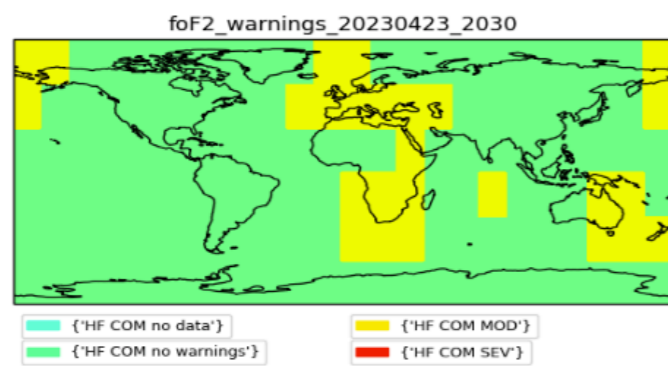 foF2_warnings_20230423_2030
{'HF COM no data'}
{'HF COM MOD'}
{'HF COM no warnings'}
{'HF COM SEV'}